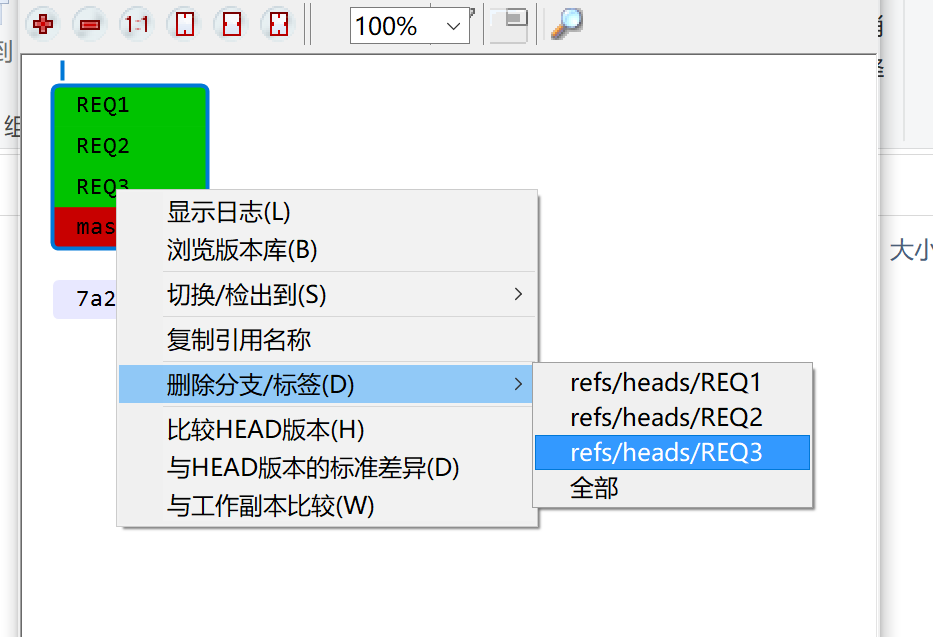 1:1
100%
到
组
REQ1
REQ2
REQ3
mas
7a2
显示日志(L)
浏览版本库(B)
切换/检出到(S)
复制引用名称
删除分支/标签(D)
比较HEAD版本(H)
与HEAD版本的标准差异(D)
与工作副本比较(W)
refs/heads/REQ1
refs/heads/REQ2
refs/heads/REQ3
全部
大小